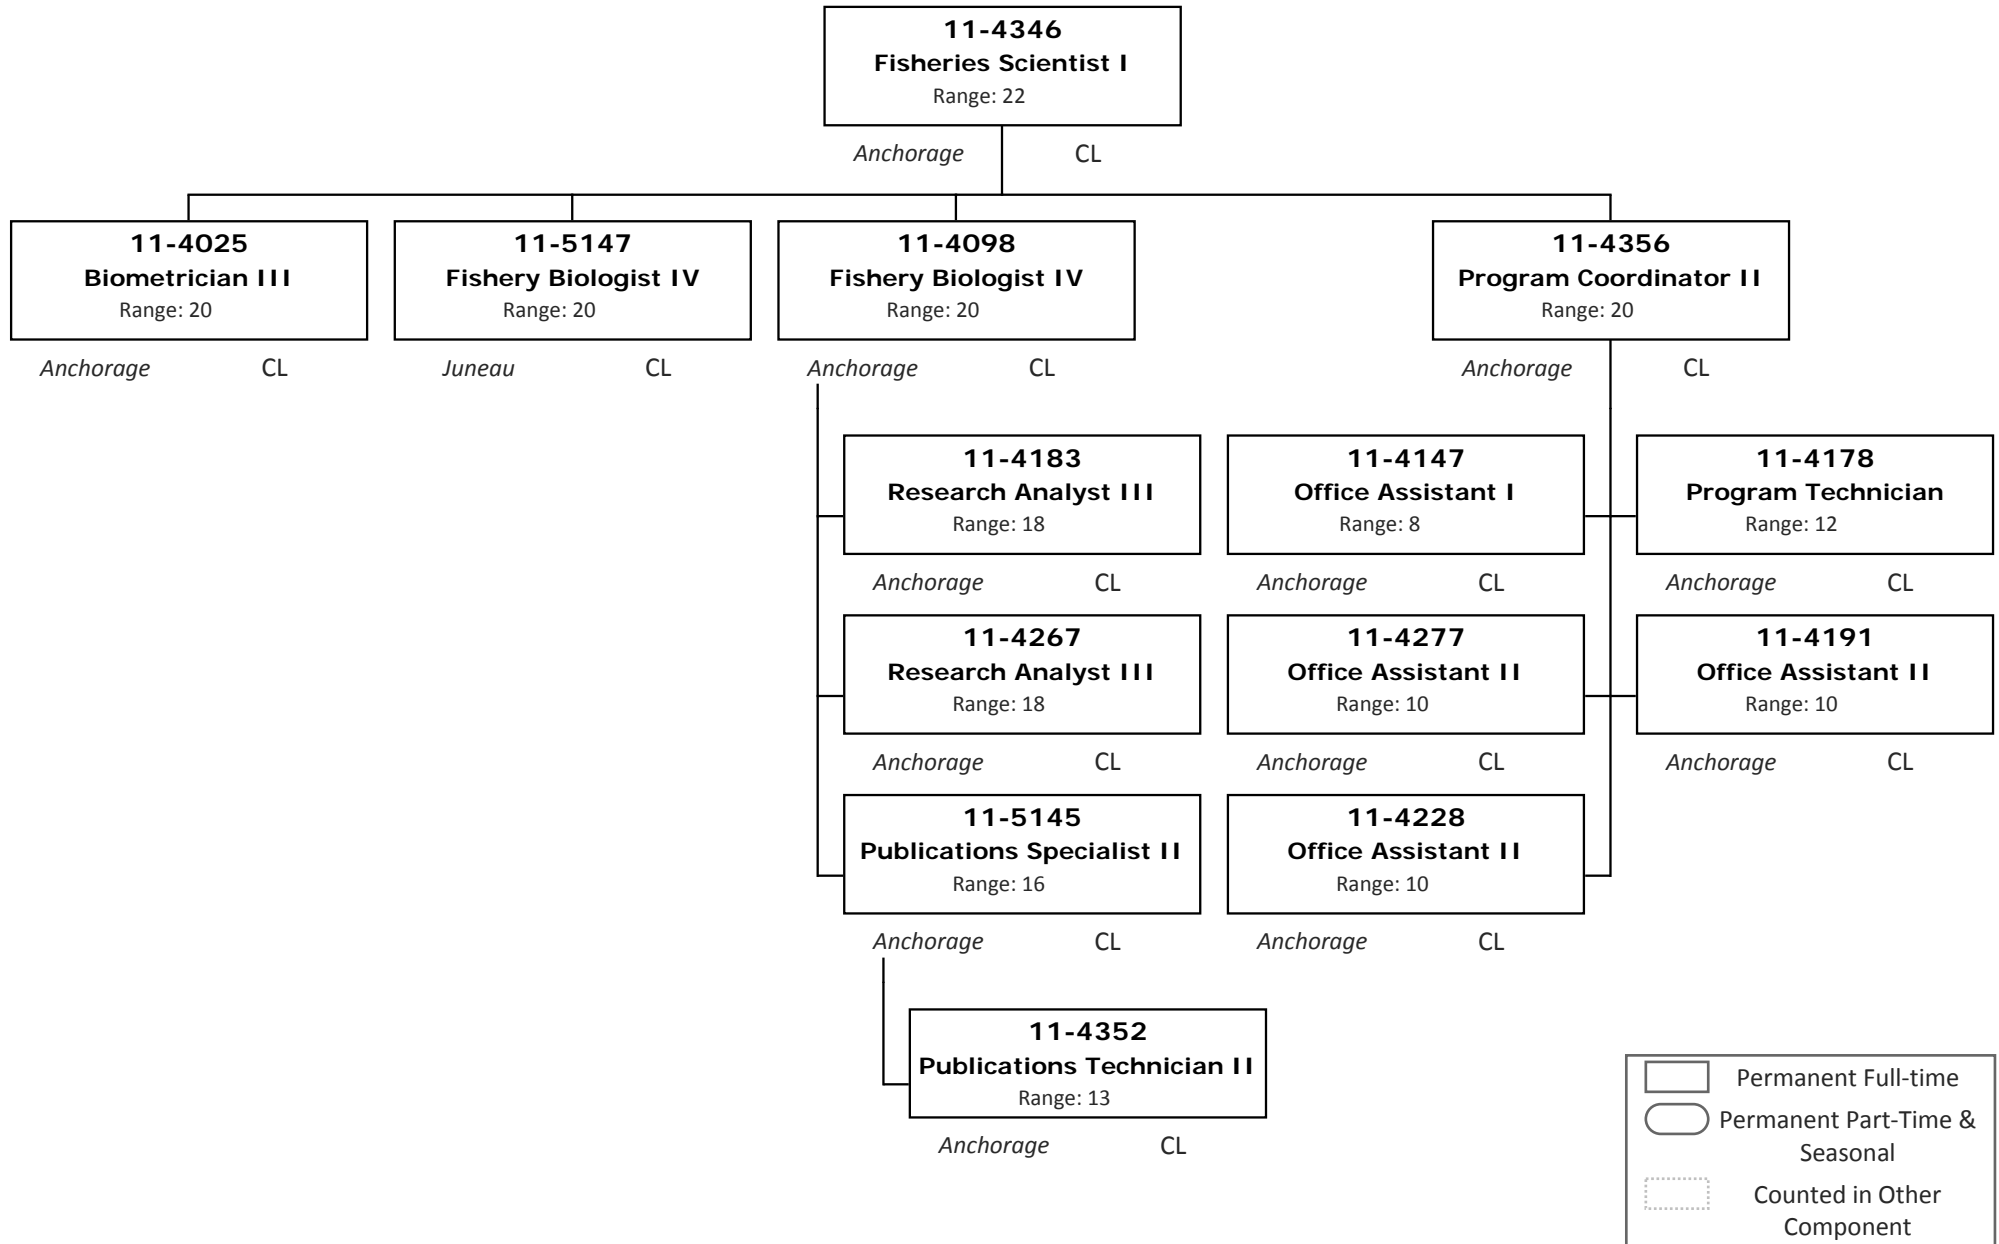 11-4346
Fisheries Scientist I
Range: 22
Anchorage CL
11-4025
Biometrician III
Range: 20
Anchorage CL
11-5147
Fishery Biologist IV
Range: 20
Juneau CL
11-4098
Fishery Biologist IV
Range: 20
Anchorage CL
11-4356
Program Coordinator II
Range: 20
Anchorage CL
11-4183
Research Analyst III
Range: 18
Anchorage CL
11-4147
Office Assistant I
Range: 8
Anchorage CL
11-4178
Program Technician
Range: 12
Anchorage CL
11-4267
Research Analyst III
Range: 18
Anchorage CL
11-4277
Office Assistant II
Range: 10
Anchorage CL
11-4191
Office Assistant II
Range: 10
Anchorage CL
11-5145
Publications Specialist II
Range: 16
Anchorage CL
11-4228
Office Assistant II
Range: 10
Anchorage CL
11-4352
Publications Technician II
Range: 13
Anchorage CL
Permanent Full-time
Permanent Part-Time &
Seasonal
Counted in Other
Component